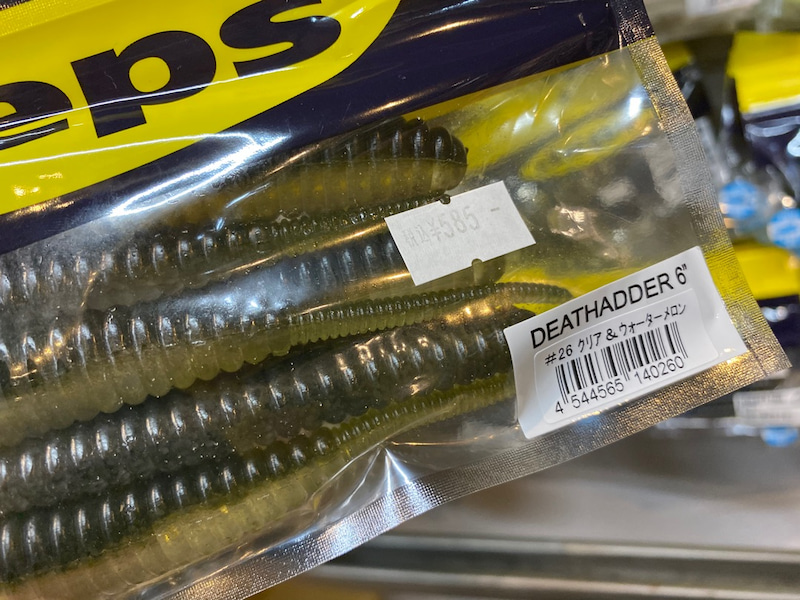 eps
税込¥585-
DEATHADDER 6"
#26 クリア&ウォーターメロン
4 544565 140260